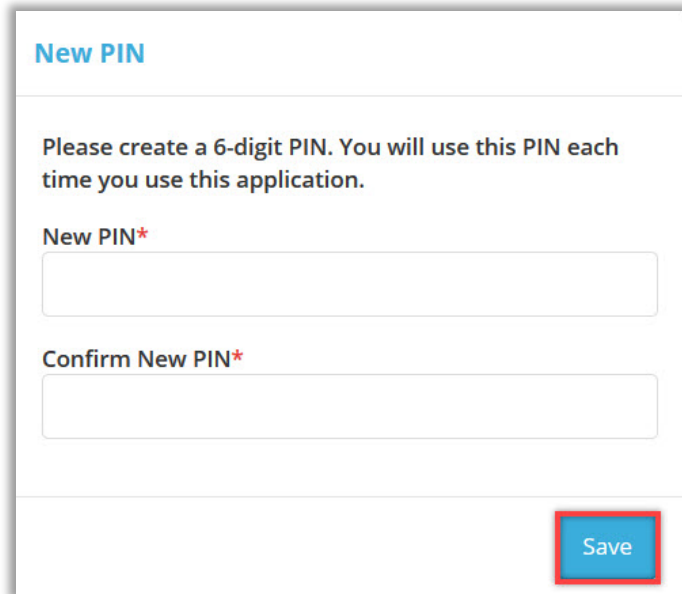 New PIN
Please create a 6-digit PIN. You will use this PIN each
time you use this application.
New PIN*
Confirm New PIN*
Save